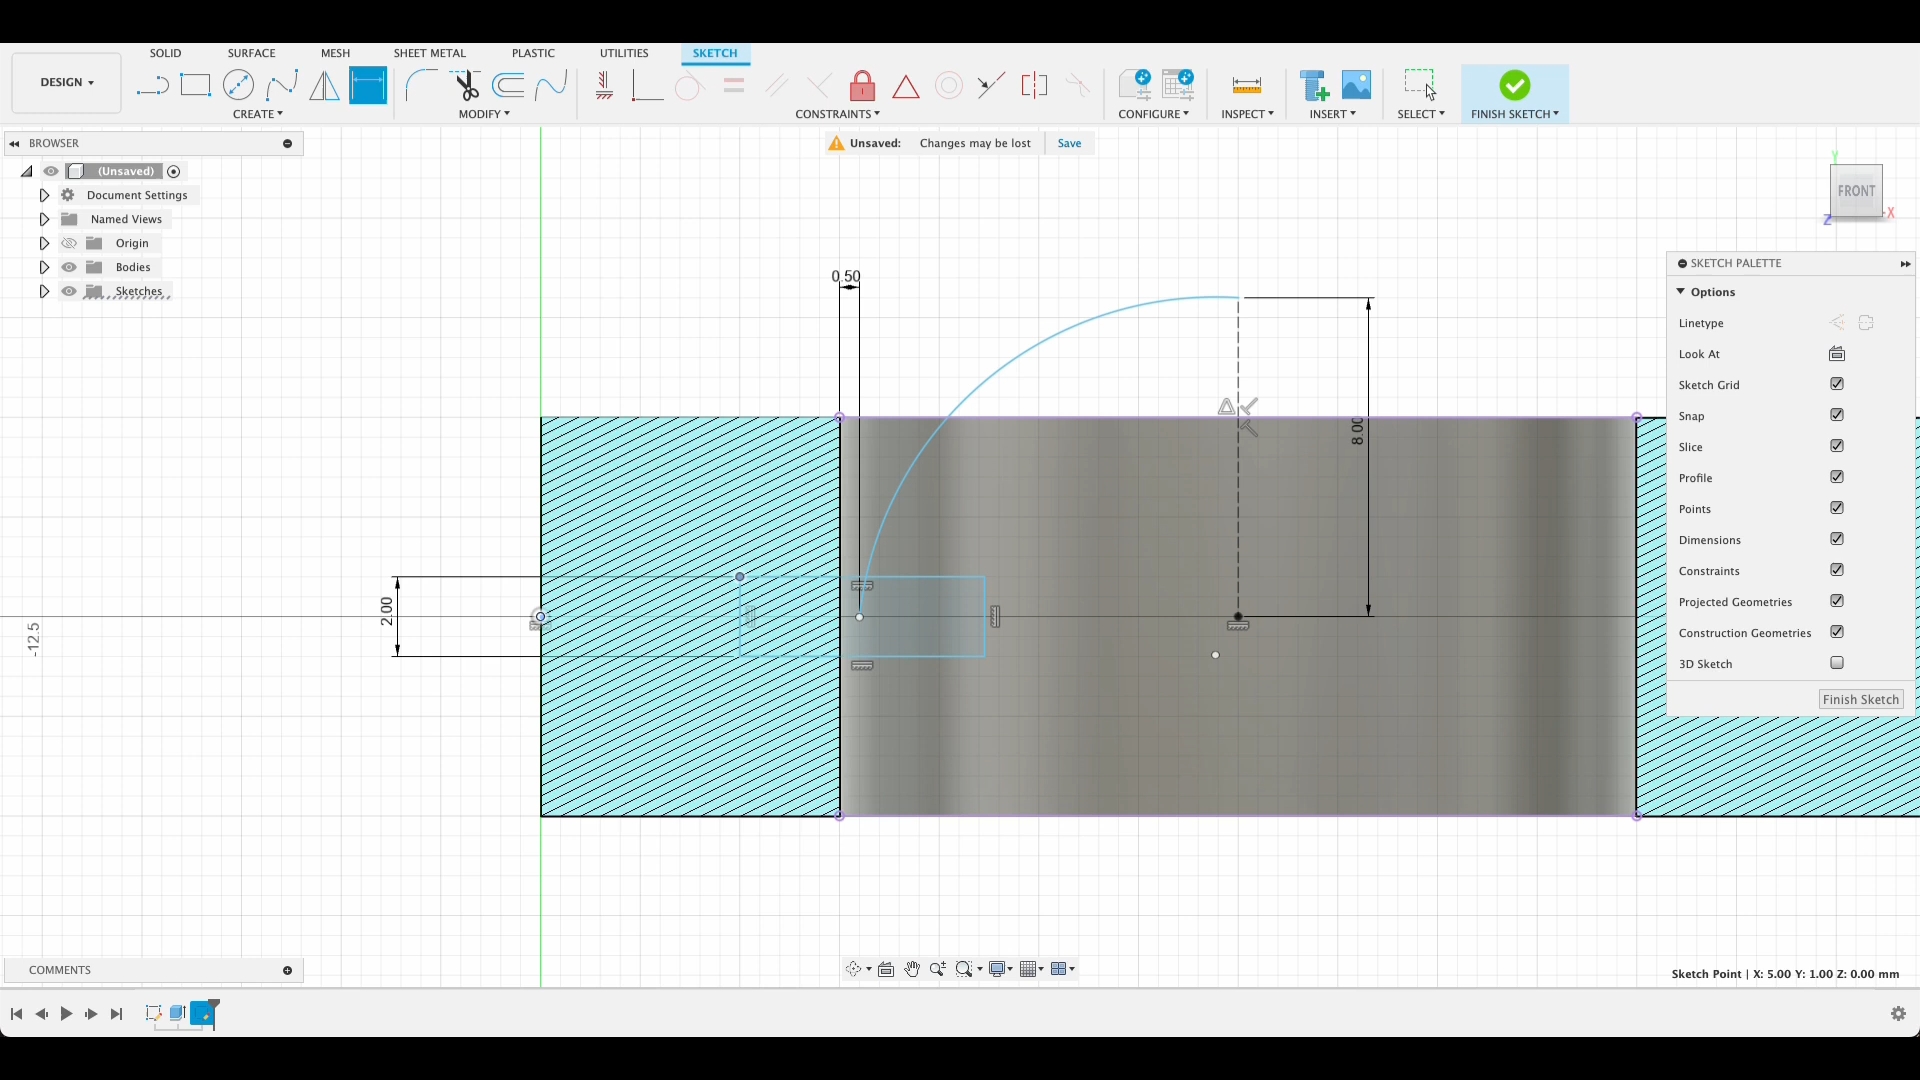 SOLID SURFACE MESH SHEET METAL PLASTIC UTILITIES SKETCH
DESIGN
CREATE MODIFY CONSTRAINTS CONFIGURE INSPECT INSERT SELECT FINISH SKETCH
BROWSER
Unsaved: Changes may be lost Save
(Unsaved)
Document Settings
Named Views
Origin
Bodies
Sketches
Y
FRONT
X
Z
SKETCH PALETTE
Options
Linetype
Look At
Sketch Grid
Snap
Slice
Profile
Points
Dimensions
Constraints
Projected Geometries
Construction Geometries
3D Sketch
Finish Sketch
0.50
8.00
2.00
-12.5
COMMENTS
Sketch Point | X: 5.00 Y: 1.00 Z: 0.00 mm